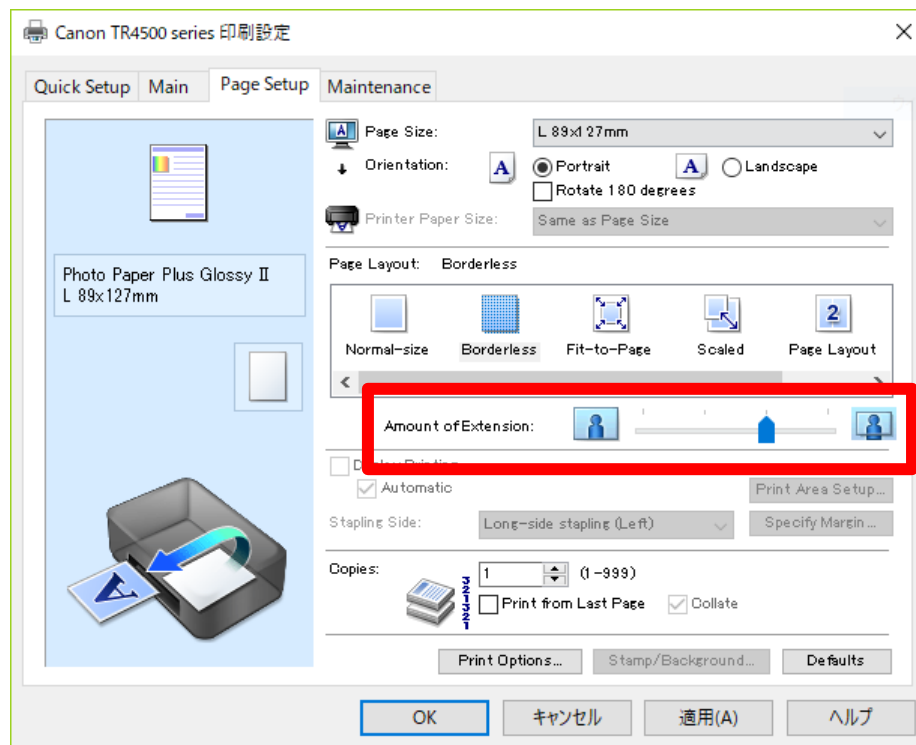 Canon TR4500 series 印刷設定
Quick Setup Main Page Setup Maintenance
Page Size: L 89x127mm
Orientation: A Portrait A Landscape
Rotate 180 degrees
Printer Paper Size: Same as Page Size
Photo Paper Plus Glossy II
L 89x127mm
Page Layout: Borderless
2
Normal-size Borderless Fit-to-Page Scaled Page Layout
Amount of Extension:
Automatic
Print Area Setup...
Stapling Side: Long-side stapling (Left) Specify Margin ...
Copies: 1 (1-999)
Print from Last Page Collate
Print Options... Stamp/Background... Defaults
OK キャンセル 適用(A) ヘルプ